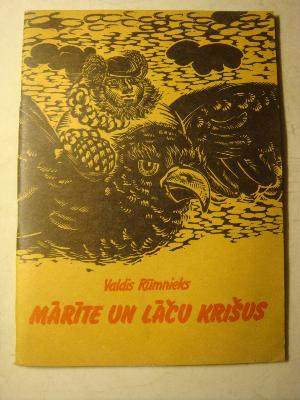 Valdis Rūmnieks
MĀRĪTE UN LĀČU KRIŠUS